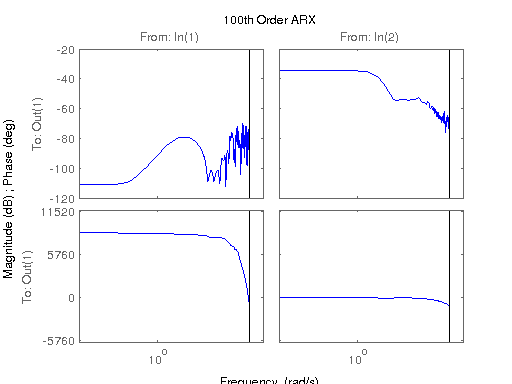 100th Order ARX
From: In(1) From: In(2)
Magnitude (dB) ; Phase (deg)
To: Out(1)
-20
-40
-60
-80
-100
-120
To: Out(1)
11520
5760
0
-5760
10^0 10^0
Frequency (rad/s)